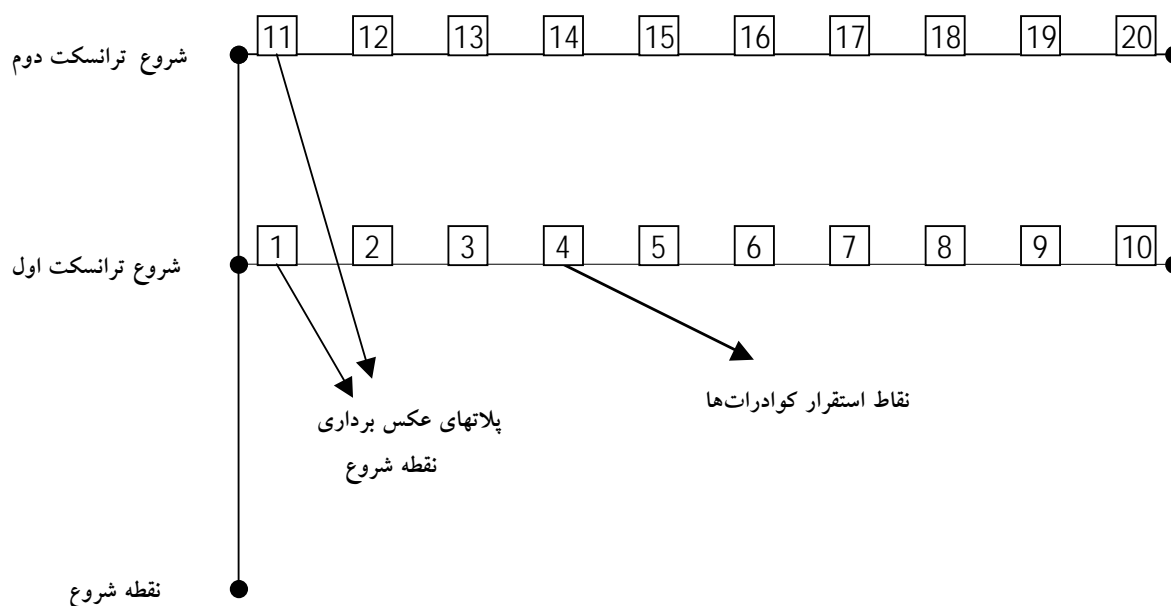 11 12 13 14 15 16 17 18 19 20
شروع ترانسکت دوم
1 2 3 4 5 6 7 8 9 10
شروع ترانسکت اول
نقاط استقرار کوادرات‌ها
پلاتهای عکس برداری
نقطه شروع
نقطه شروع